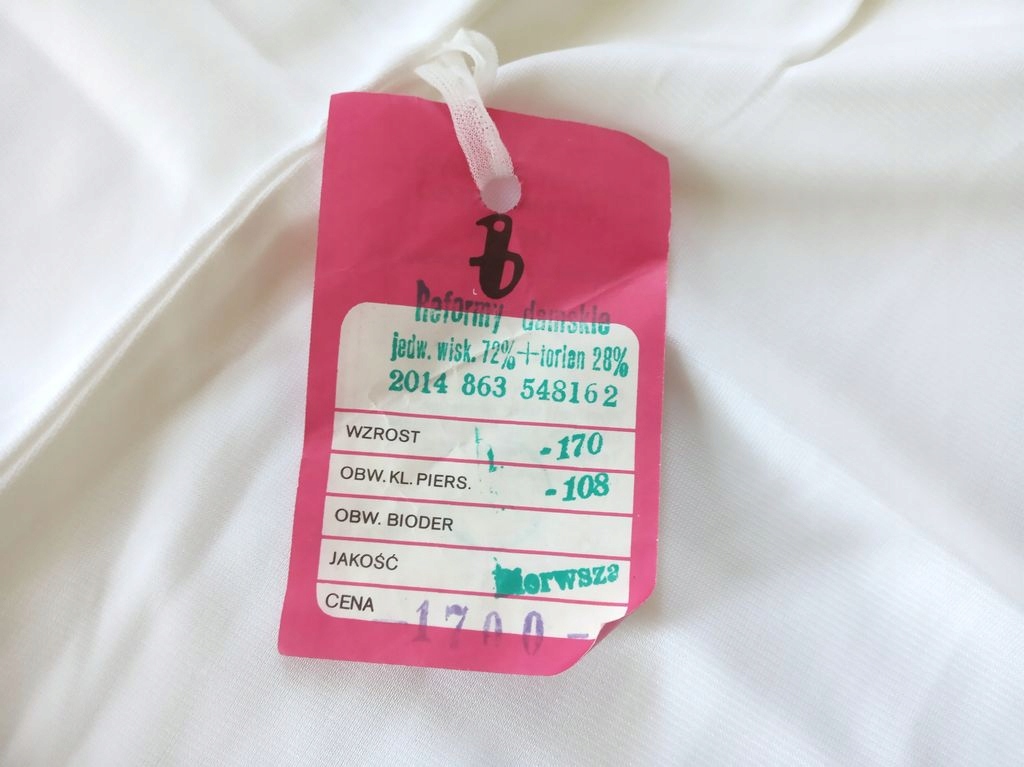 Reformy damskie
jedw. wisk. 72%+torlen 28%
2014 863 548162
WZROST -170
OBW. KL. PIERS. -108
OBW. BIODER
JAKOŚĆ pierwsza
CENA -1700-